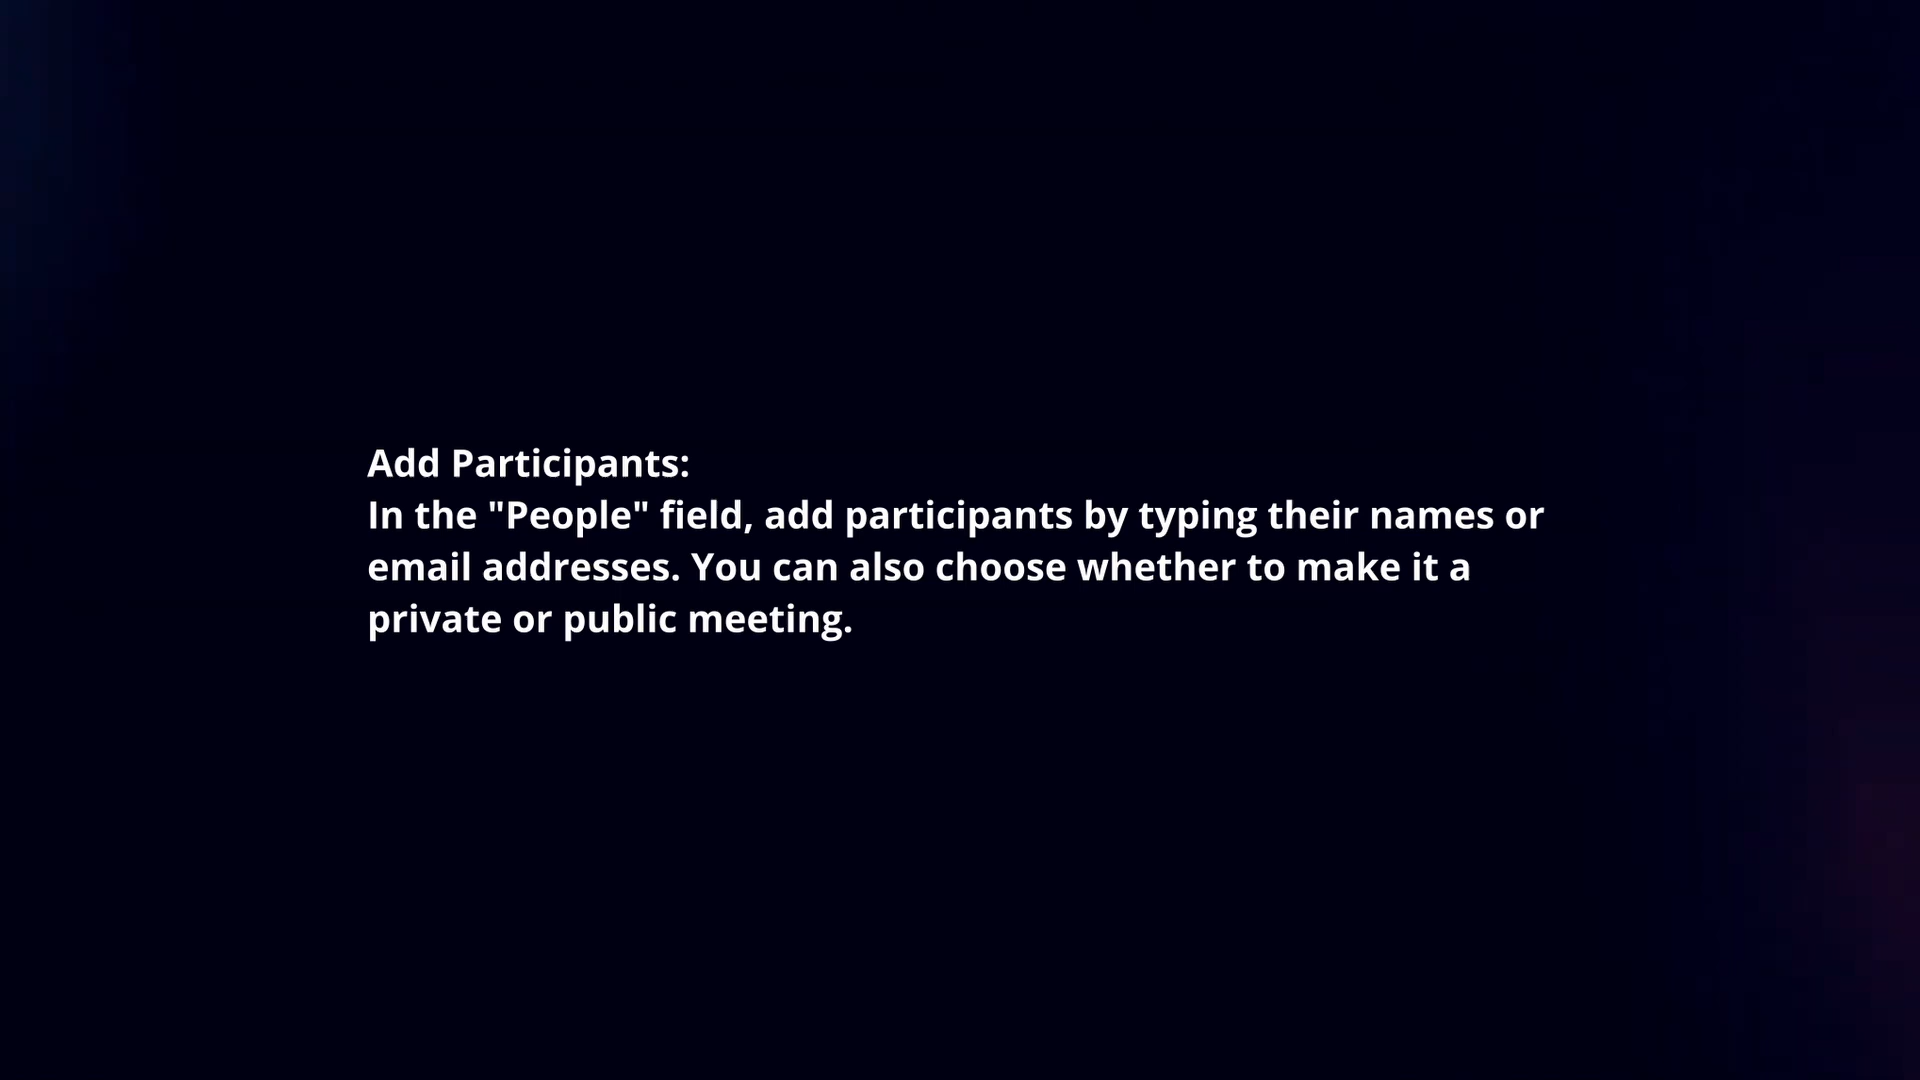 Add Participants:
In the "People" field, add participants by typing their names or
email addresses. You can also choose whether to make it a
private or public meeting.